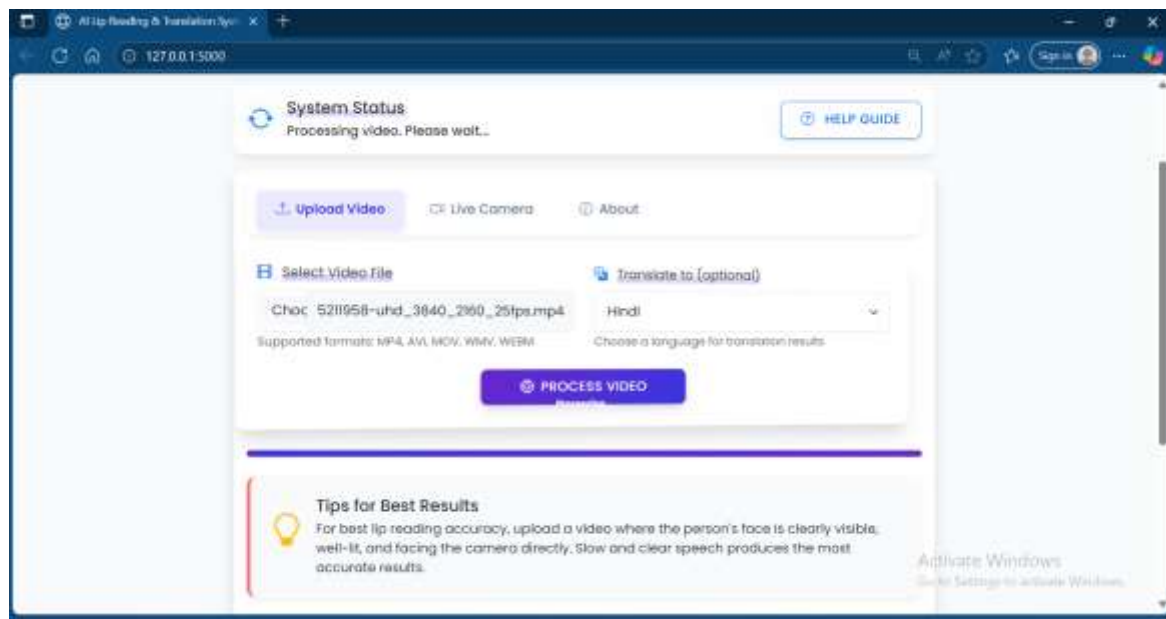 AI Lip Reading & Translation Sys
127.0.0.1:5000
Sign in
System Status
Processing video. Please wait...
HELP GUIDE
Upload Video
Live Camera
About
Select Video File
Translate to (optional)
Choc 5211958-uhd_3840_2160_25fps.mp4
Hindi
Supported formats: MP4, AVI, MOV, WMV, WEBM
Choose a language for translation results
PROCESS VIDEO
Tips for Best Results
For best lip reading accuracy, upload a video where the person's face is clearly visible,
well-lit, and facing the camera directly. Slow and clear speech produces the most
accurate results.
Activate Windows
Go to Settings to activate Windows.